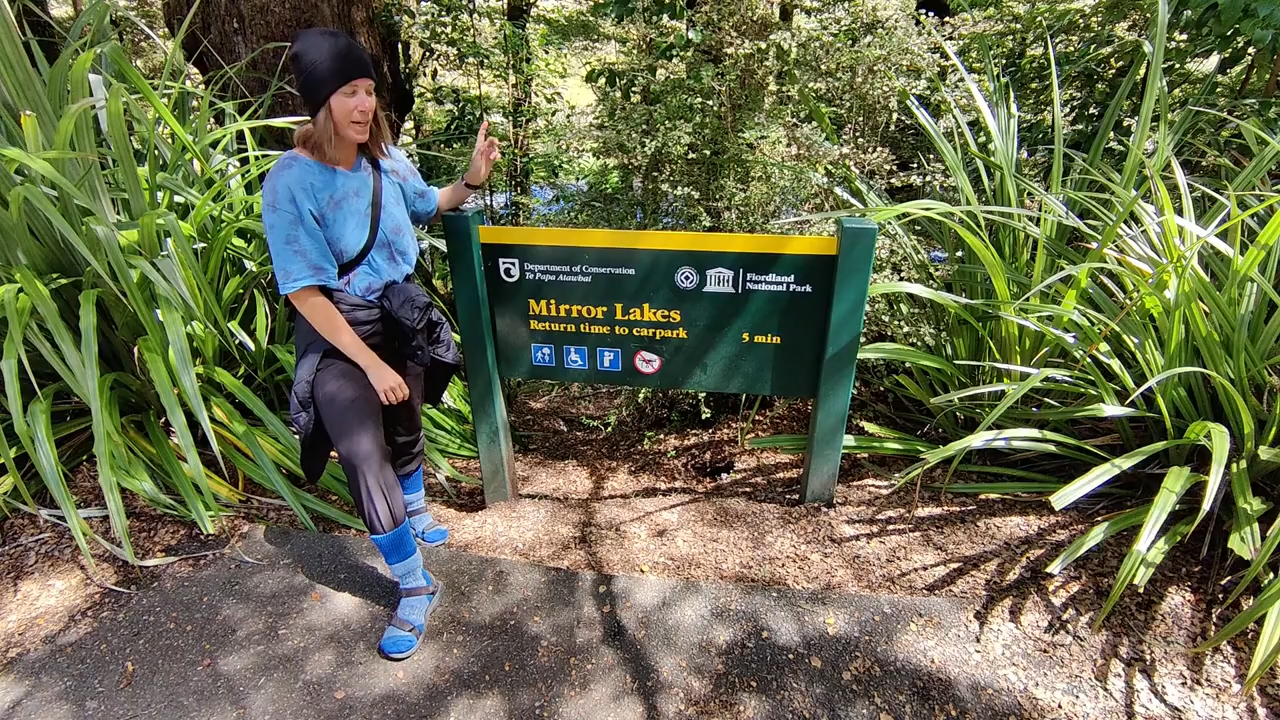 Department of Conservation
Te Papa Atawbai
Fiordland
National Park
Mirror Lakes
Return time to carpark 5 min